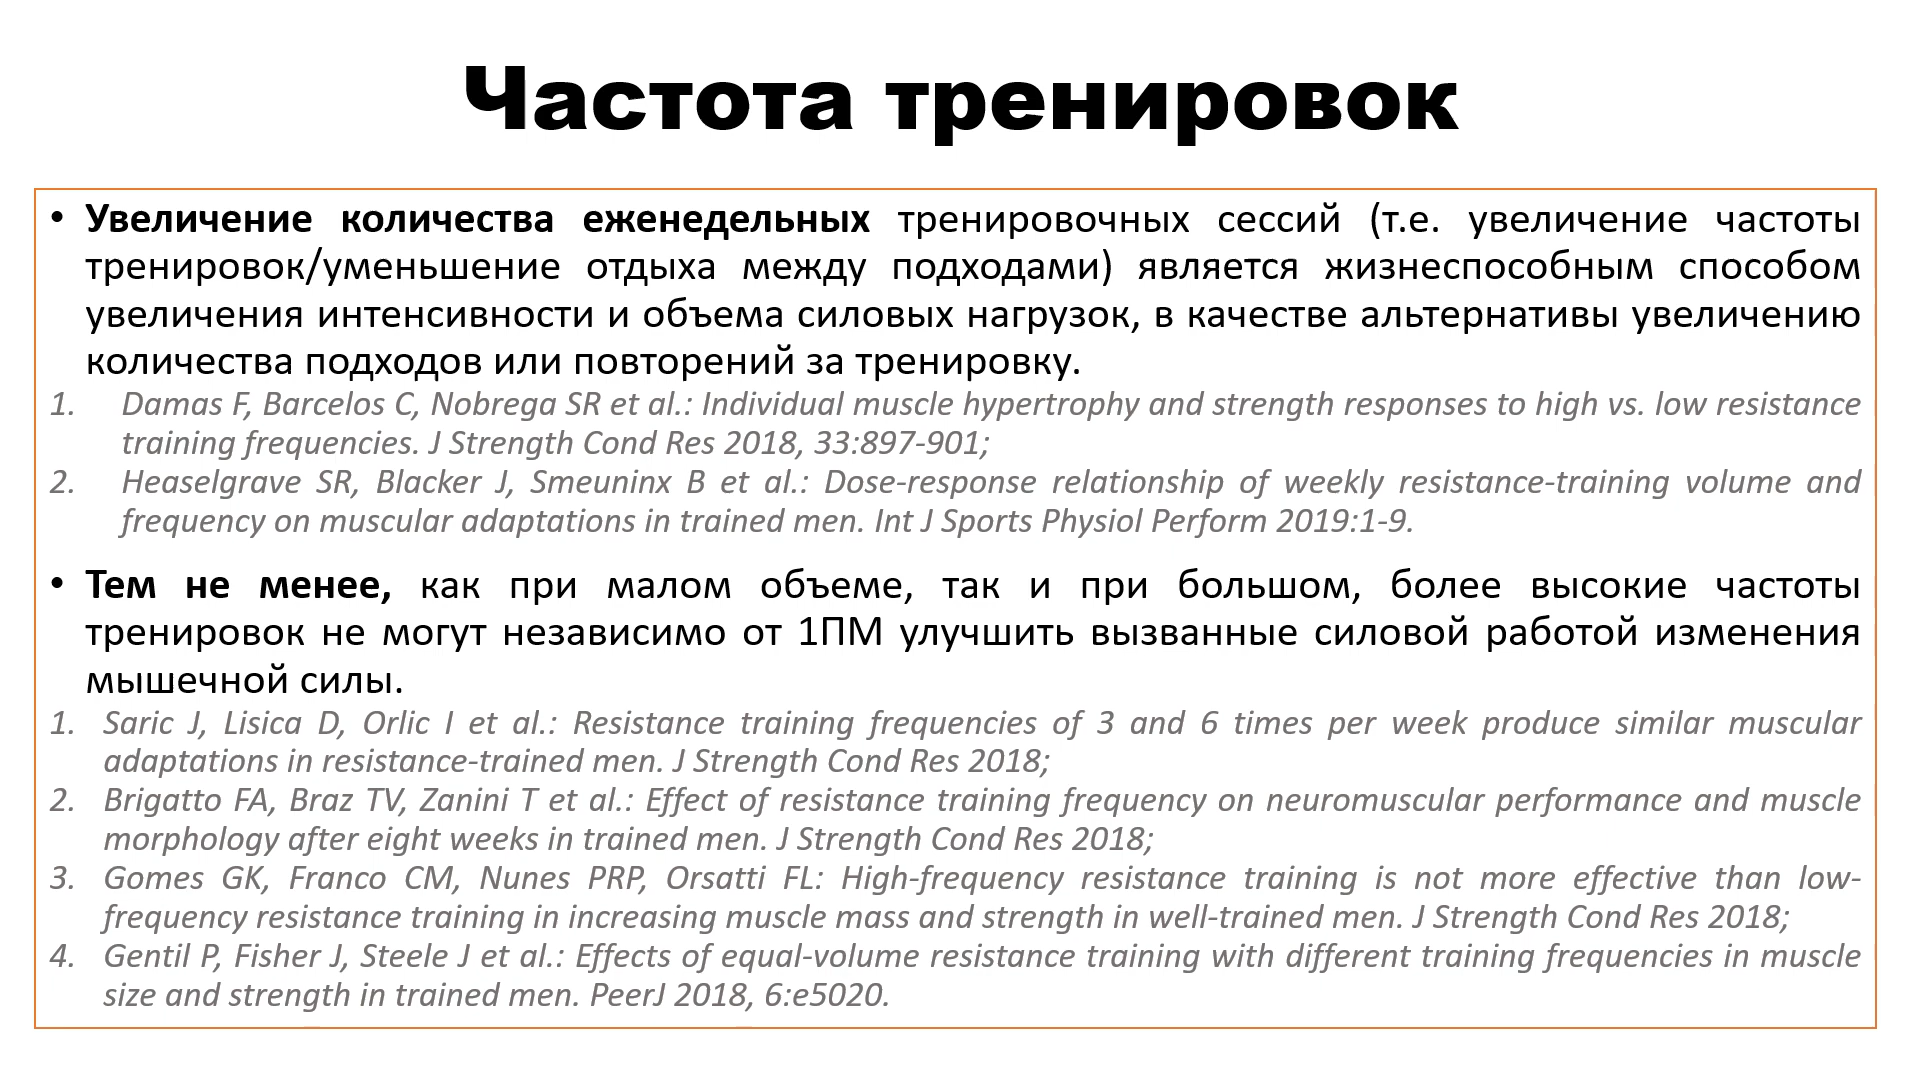 Частота тренировок
• Увеличение количества еженедельных тренировочных сессий (т.е. увеличение частоты
тренировок/уменьшение отдыха между подходами) является жизнеспособным способом
увеличения интенсивности и объема силовых нагрузок, в качестве альтернативы увеличению
количества подходов или повторений за тренировку.
1. Damas F, Barcelos C, Nobrega SR et al.: Individual muscle hypertrophy and strength responses to high vs. low resistance
training frequencies. J Strength Cond Res 2018, 33:897-901;
2. Heaselgrave SR, Blacker J, Smeuninx B et al.: Dose-response relationship of weekly resistance-training volume and
frequency on muscular adaptations in trained men. Int J Sports Physiol Perform 2019:1-9.
• Тем не менее, как при малом объеме, так и при большом, более высокие частоты
тренировок не могут независимо от 1ПМ улучшить вызванные силовой работой изменения
мышечной силы.
1. Saric J, Lisica D, Orlic I et al.: Resistance training frequencies of 3 and 6 times per week produce similar muscular
adaptations in resistance-trained men. J Strength Cond Res 2018;
2. Brigatto FA, Braz TV, Zanini T et al.: Effect of resistance training frequency on neuromuscular performance and muscle
morphology after eight weeks in trained men. J Strength Cond Res 2018;
3. Gomes GK, Franco CM, Nunes PRP, Orsatti FL: High-frequency resistance training is not more effective than low-
frequency resistance training in increasing muscle mass and strength in well-trained men. J Strength Cond Res 2018;
4. Gentil P, Fisher J, Steele J et al.: Effects of equal-volume resistance training with different training frequencies in muscle
size and strength in trained men. PeerJ 2018, 6:e5020.